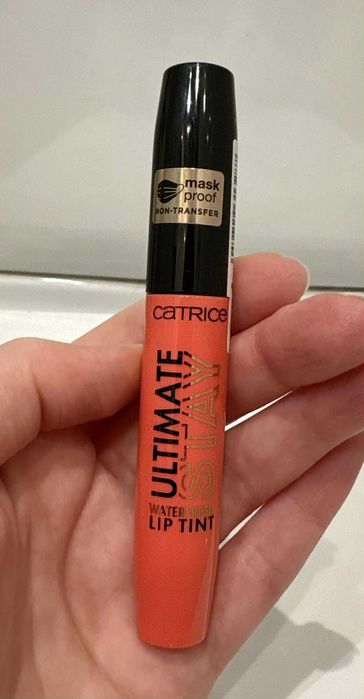 mask
proof
NON-TRANSFER
CATRICE
ULTIMATE
STAY
WATERFRESH
LIP TINT